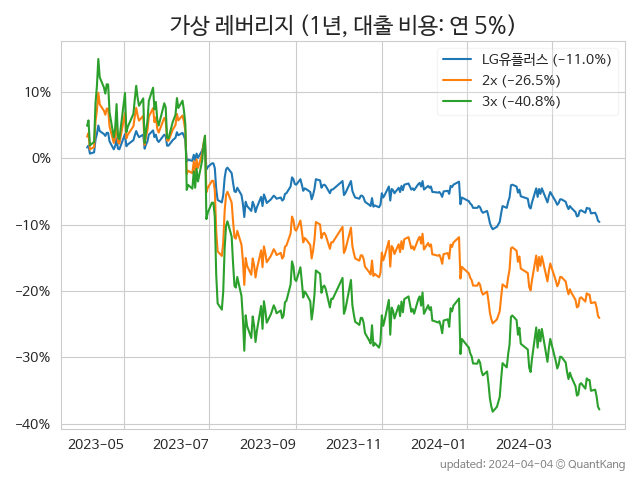 가상 레버리지 (1년, 대출 비용: 연 5%)
LG유플러스 (−11.0%)
2x (−26.5%)
3x (−40.8%)
10%
0%
−10%
−20%
−30%
−40%
2023-05 2023-07 2023-09 2023-11 2024-01 2024-03
updated: 2024-04-04 © QuantKang